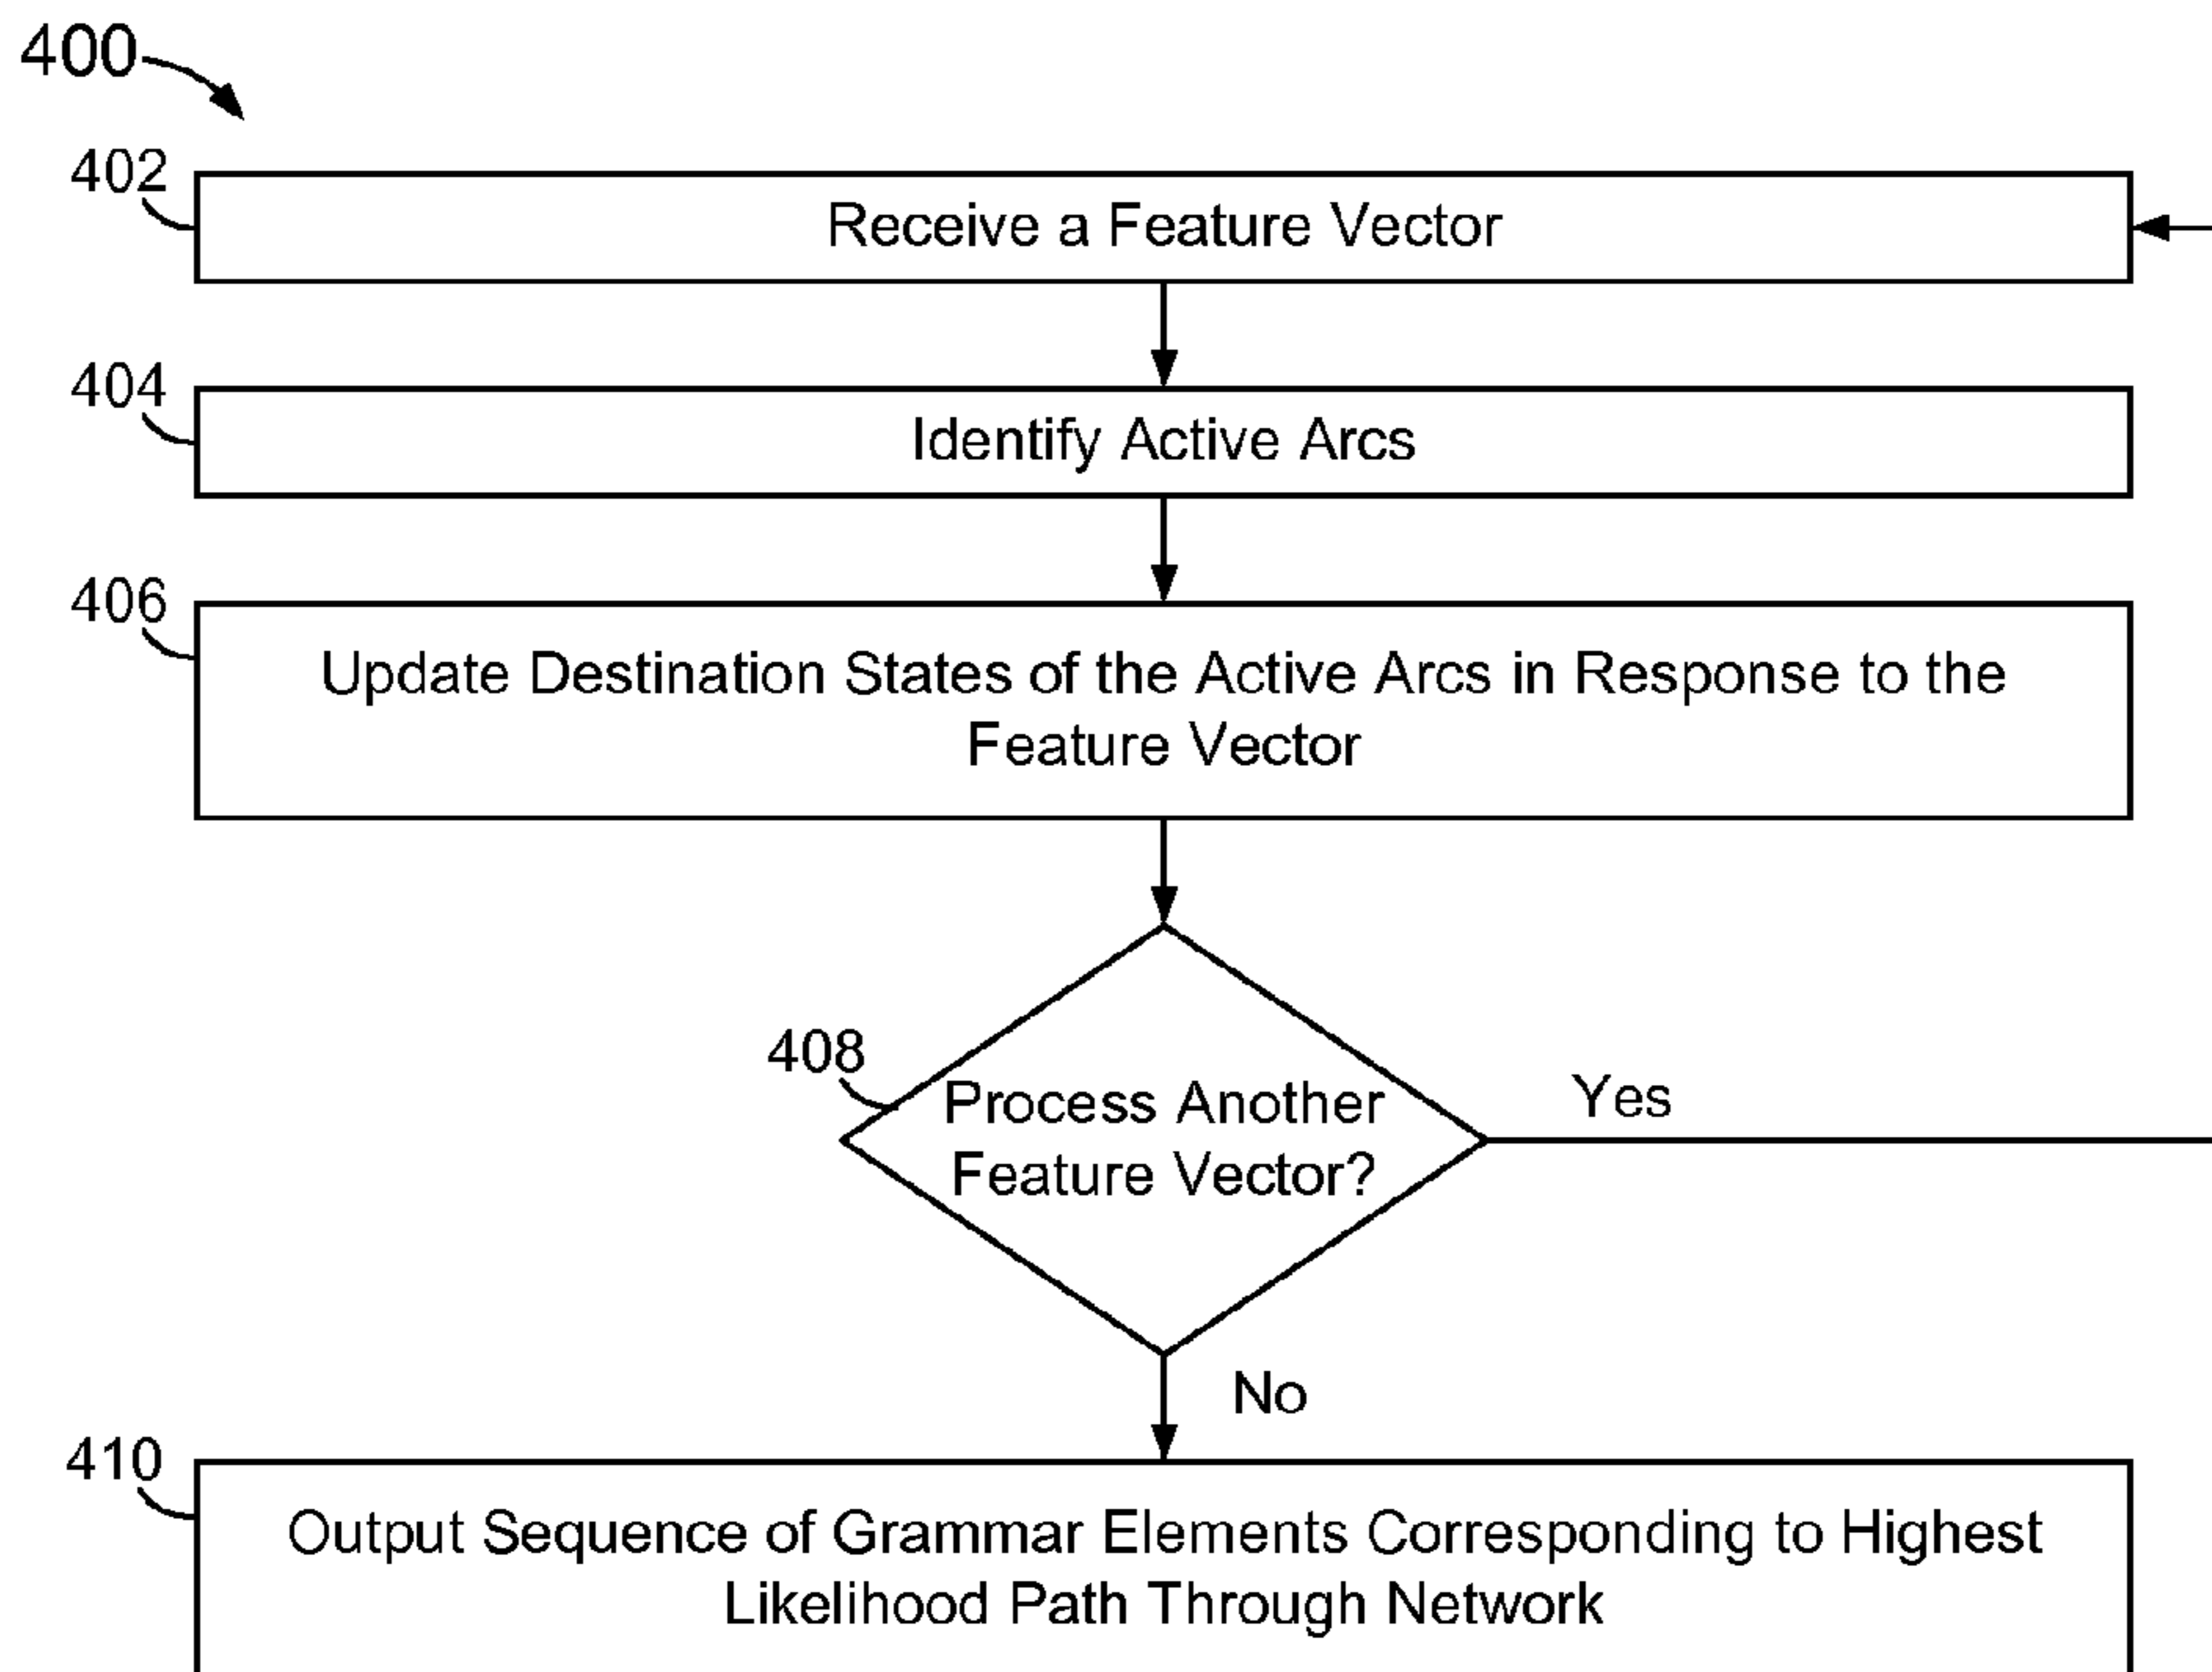 400
402
Receive a Feature Vector
404
Identify Active Arcs
406
Update Destination States of the Active Arcs in Response to the
Feature Vector
408
Process Another
Feature Vector?
Yes
No
410
Output Sequence of Grammar Elements Corresponding to Highest
Likelihood Path Through Network